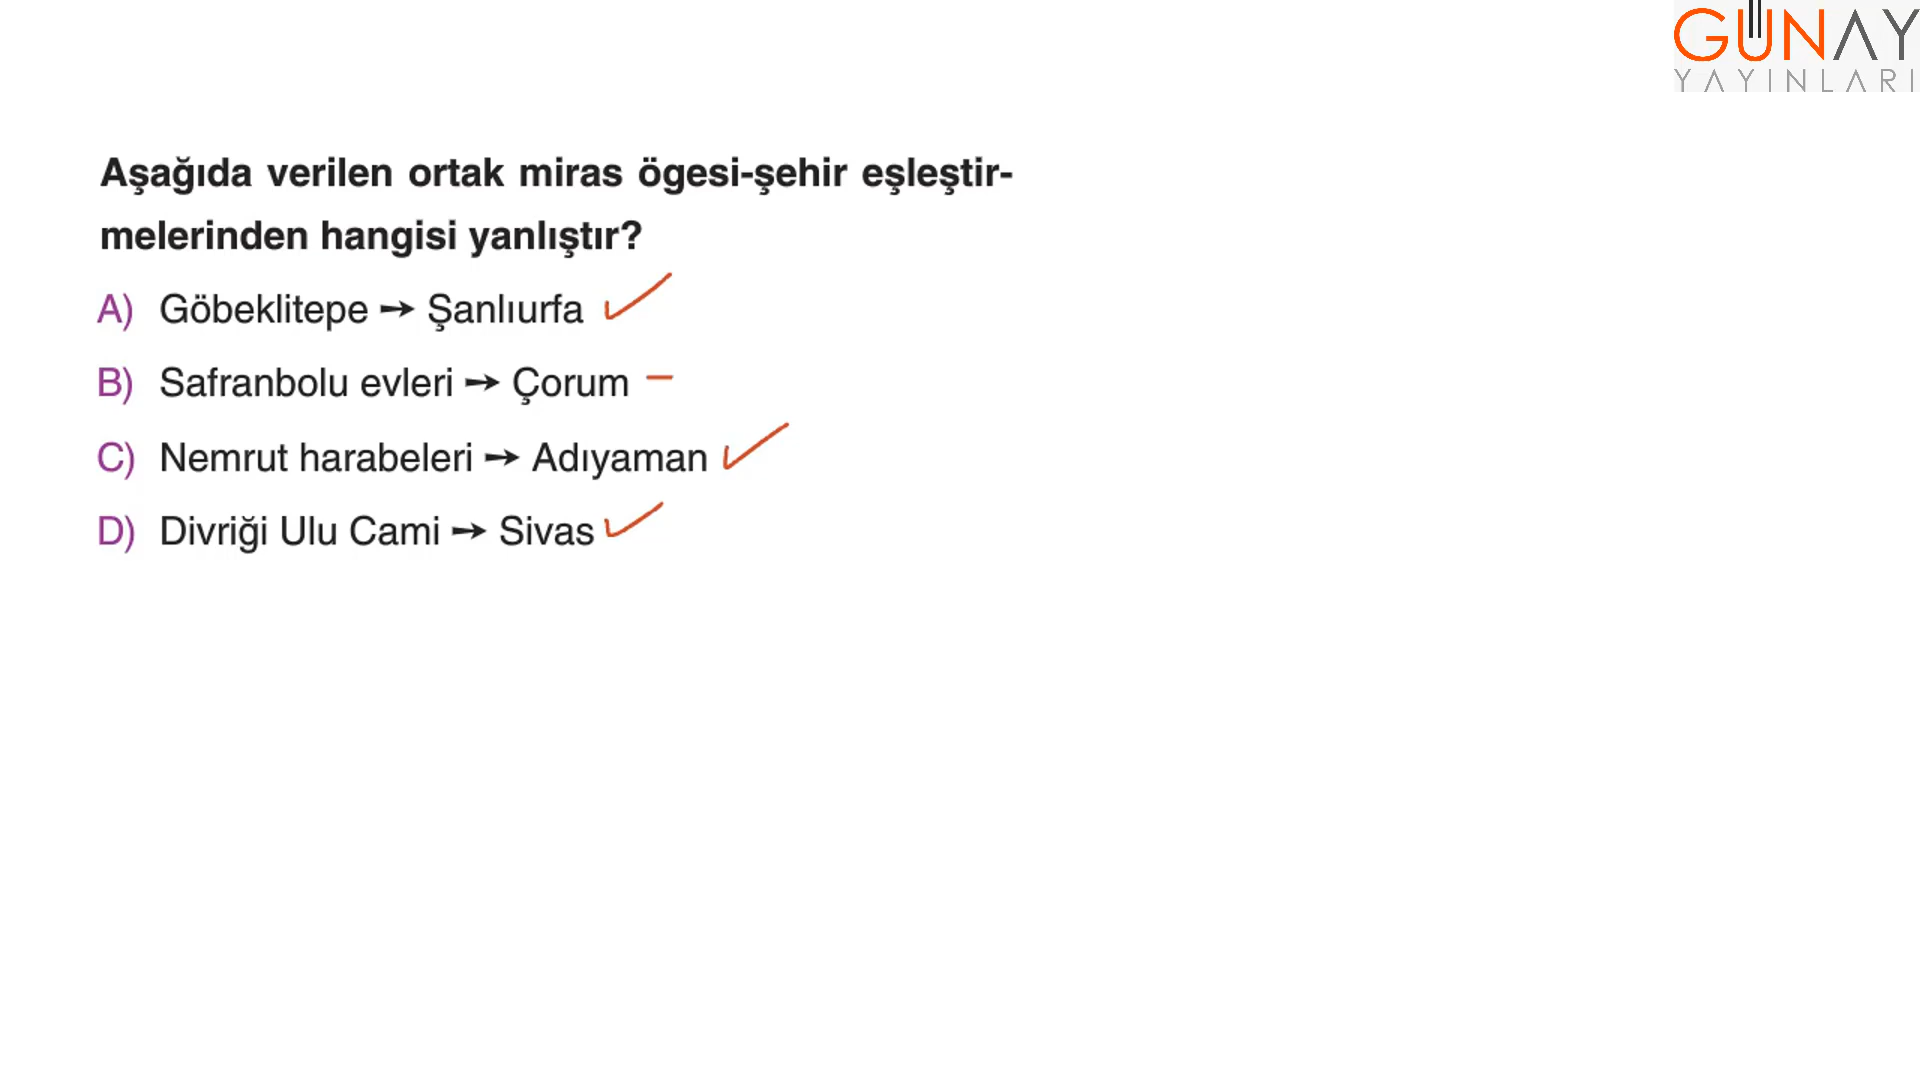 GÜNAY
YAYINLARI
Aşağıda verilen ortak miras ögesi-şehir eşleştir-
melerinden hangisi yanlıştır?
A) Göbeklitepe → Şanlıurfa
B) Safranbolu evleri → Çorum
C) Nemrut harabeleri → Adıyaman
D) Divriği Ulu Cami → Sivas